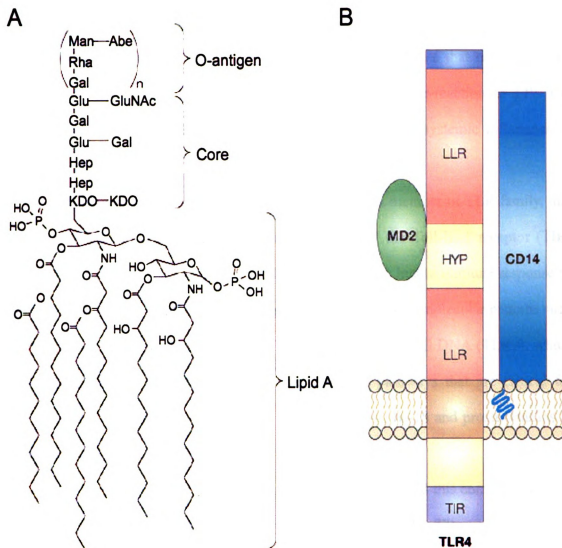 A
Man—Abe
Rha
Gal
n
O-antigen
Glu—GluNAc
Gal
Glu—Gal
Hep
Hep
KDO—KDO
Core
O
HO P O
HO
O
O
O
HO
O
O P OH
OH
O
NH
O
O
NH
O
O
O
O
O
O
HO
HO
Lipid A
B
LLR
MD2
HYP
CD14
LLR
TIR
TLR4